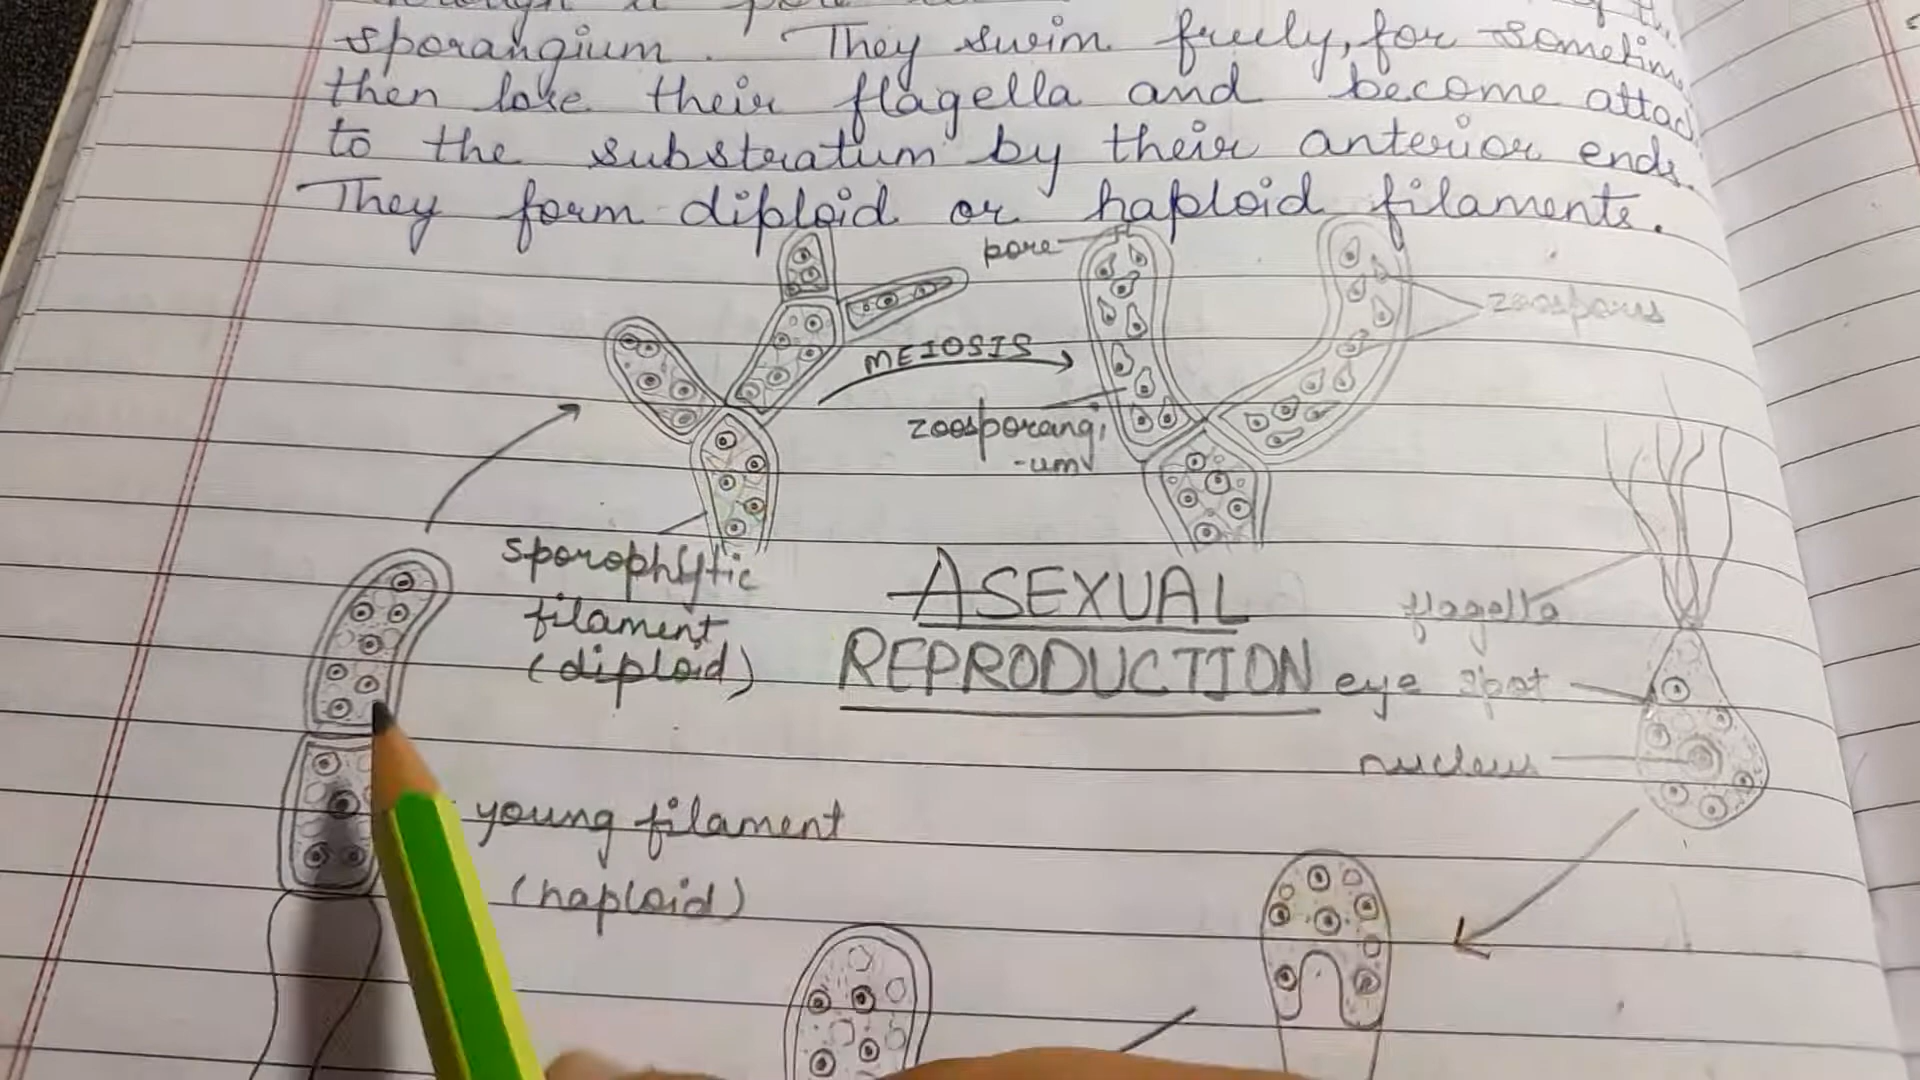 sporangium. They swim freely, for sometim
then lose their flagella and become attac
to the substratum by their anterior ends.
They form diploid or haploid filaments.
pore
zoospores
MEIOSIS
zoosporangi
-um
sporophytic
filament
(diploid)
ASEXUAL
REPRODUCTION
flagella
eye spot
nucleus
young filament
(haploid)